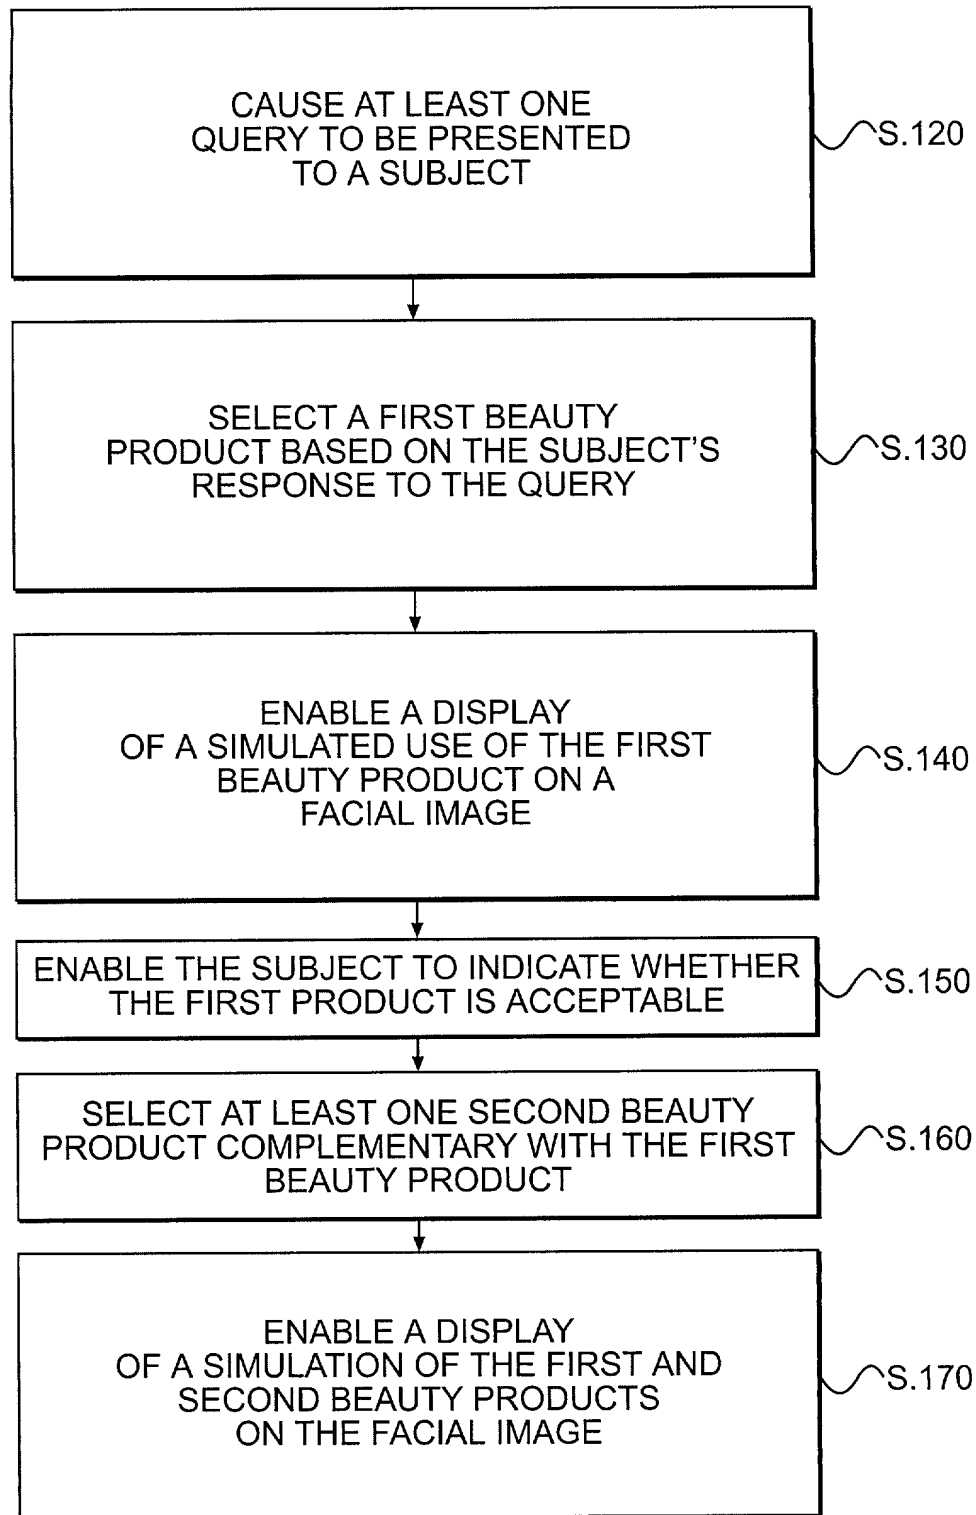 CAUSE AT LEAST ONE
QUERY TO BE PRESENTED
TO A SUBJECT
S.120
SELECT A FIRST BEAUTY
PRODUCT BASED ON THE SUBJECT'S
RESPONSE TO THE QUERY
S.130
ENABLE A DISPLAY
OF A SIMULATED USE OF THE FIRST
BEAUTY PRODUCT ON A
FACIAL IMAGE
S.140
ENABLE THE SUBJECT TO INDICATE WHETHER
THE FIRST PRODUCT IS ACCEPTABLE
S.150
SELECT AT LEAST ONE SECOND BEAUTY
PRODUCT COMPLEMENTARY WITH THE FIRST
BEAUTY PRODUCT
S.160
ENABLE A DISPLAY
OF A SIMULATION OF THE FIRST AND
SECOND BEAUTY PRODUCTS
ON THE FACIAL IMAGE
S.170